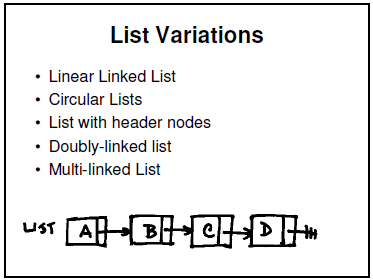 List Variations
• Linear Linked List
• Circular Lists
• List with header nodes
• Doubly-linked list
• Multi-linked List
LIST A B C D